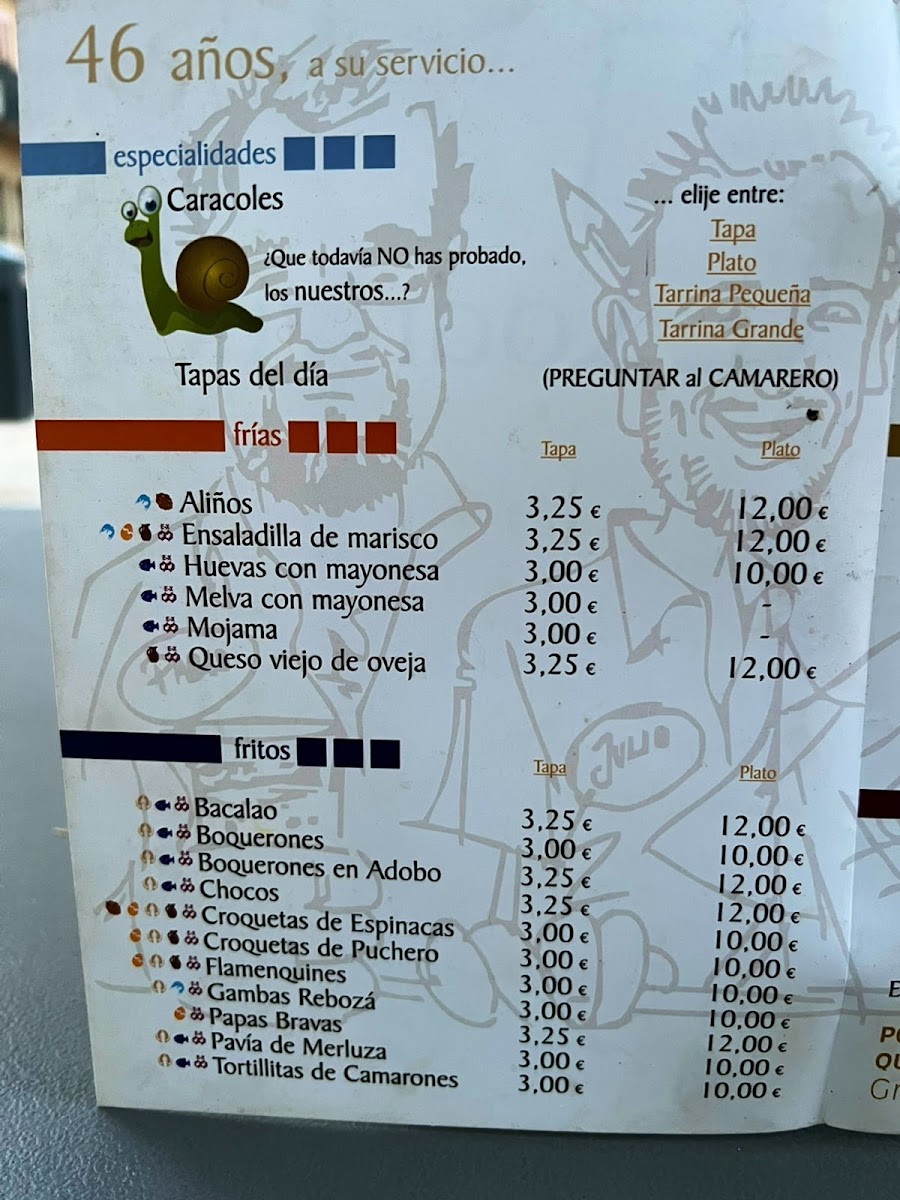 46 años, a su servicio...
especialidades
Caracoles
¿Que todavía NO has probado,
los nuestros...?
... elije entre:
Tapa
Plato
Tarrina Pequeña
Tarrina Grande
Tapas del día (PREGUNTAR al CAMARERO)
frías Tapa Plato
Aliños 3,25 € 12,00 €
Ensaladilla de marisco 3,25 € 12,00 €
Huevas con mayonesa 3,00 € 10,00 €
Melva con mayonesa 3,00 € -
Mojama 3,00 € -
Queso viejo de oveja 3,25 € 12,00 €
JULIO
fritos Tapa Plato
Bacalao 3,25 € 12,00 €
Boquerones 3,00 € 10,00 €
Boquerones en Adobo 3,25 € 12,00 €
Chocos 3,25 € 12,00 €
Croquetas de Espinacas 3,00 € 10,00 €
Croquetas de Puchero 3,00 € 10,00 €
Flamenquines 3,00 € 10,00 €
Gambas Rebozá 3,00 € 10,00 €
Papas Bravas 3,25 € 12,00 €
Pavía de Merluza 3,00 € 10,00 €
Tortillitas de Camarones 3,00 € 10,00 €